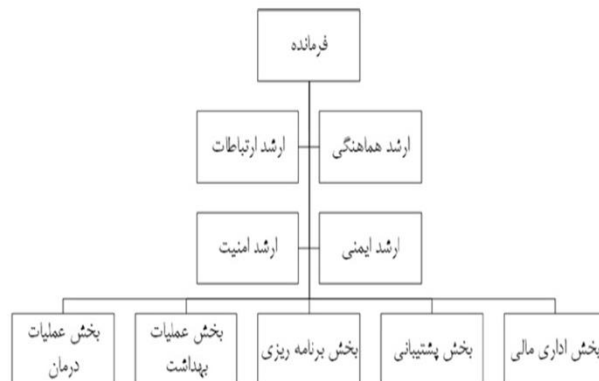 فرمانده
ارشد هماهنگی
ارشد ارتباطات
ارشد ایمنی
ارشد امنیت
بخش اداری مالی
بخش پشتیبانی
بخش برنامه ریزی
بخش عملیات
بهداشت
بخش عملیات
درمان